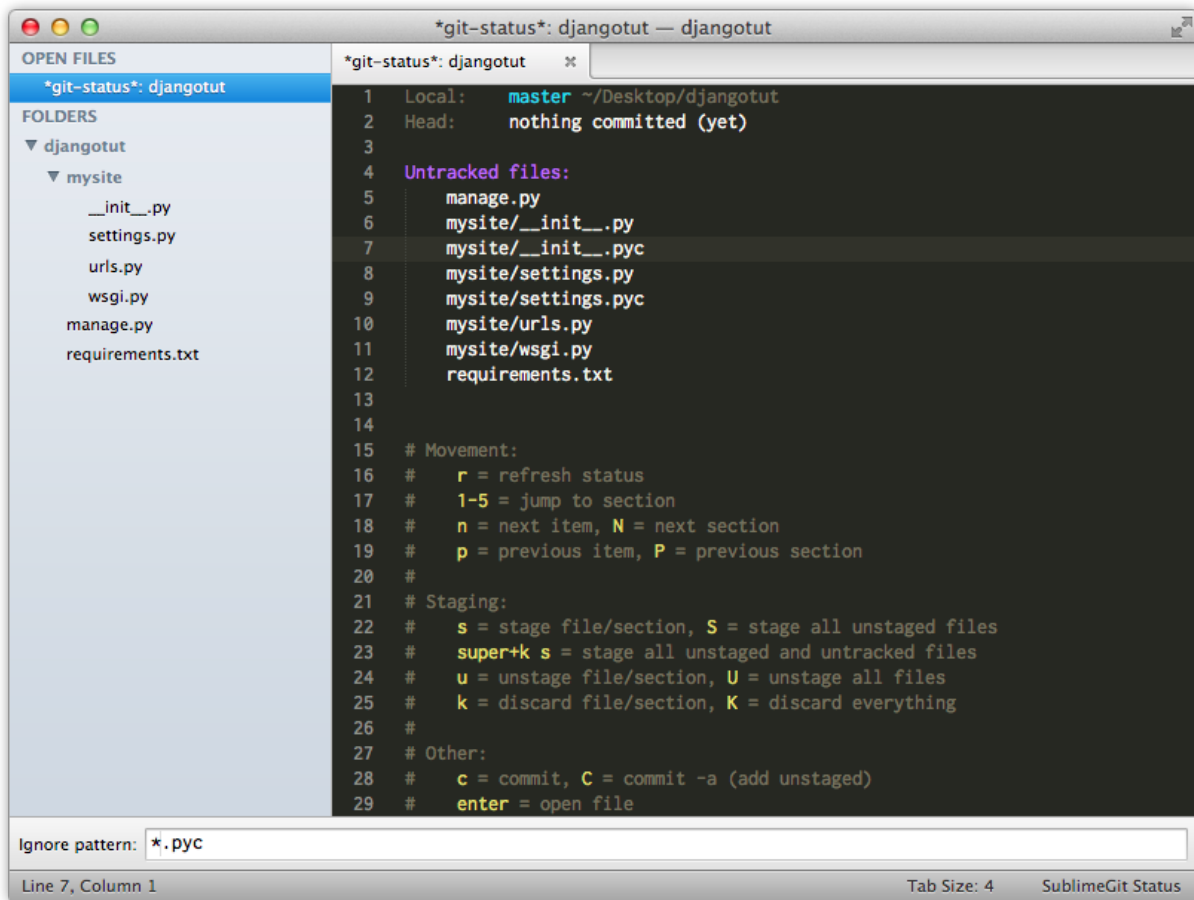 *git-status*: djangotut — djangotut
OPEN FILES
*git-status*: djangotut
FOLDERS
djangotut
mysite
__init__.py
settings.py
urls.py
wsgi.py
manage.py
requirements.txt
*git-status*: djangotut
1 Local: master ~/Desktop/djangotut
2 Head: nothing committed (yet)
3
4 Untracked files:
5 manage.py
6 mysite/__init__.py
7 mysite/__init__.pyc
8 mysite/settings.py
9 mysite/settings.pyc
10 mysite/urls.py
11 mysite/wsgi.py
12 requirements.txt
13
14
15 # Movement:
16 # r = refresh status
17 # 1-5 = jump to section
18 # n = next item, N = next section
19 # p = previous item, P = previous section
20 #
21 # Staging:
22 # s = stage file/section, S = stage all unstaged files
23 # super+k s = stage all unstaged and untracked files
24 # u = unstage file/section, U = unstage all files
25 # k = discard file/section, K = discard everything
26 #
27 # Other:
28 # c = commit, C = commit -a (add unstaged)
29 # enter = open file
Ignore pattern: *.pyc
Line 7, Column 1
Tab Size: 4
SublimeGit Status